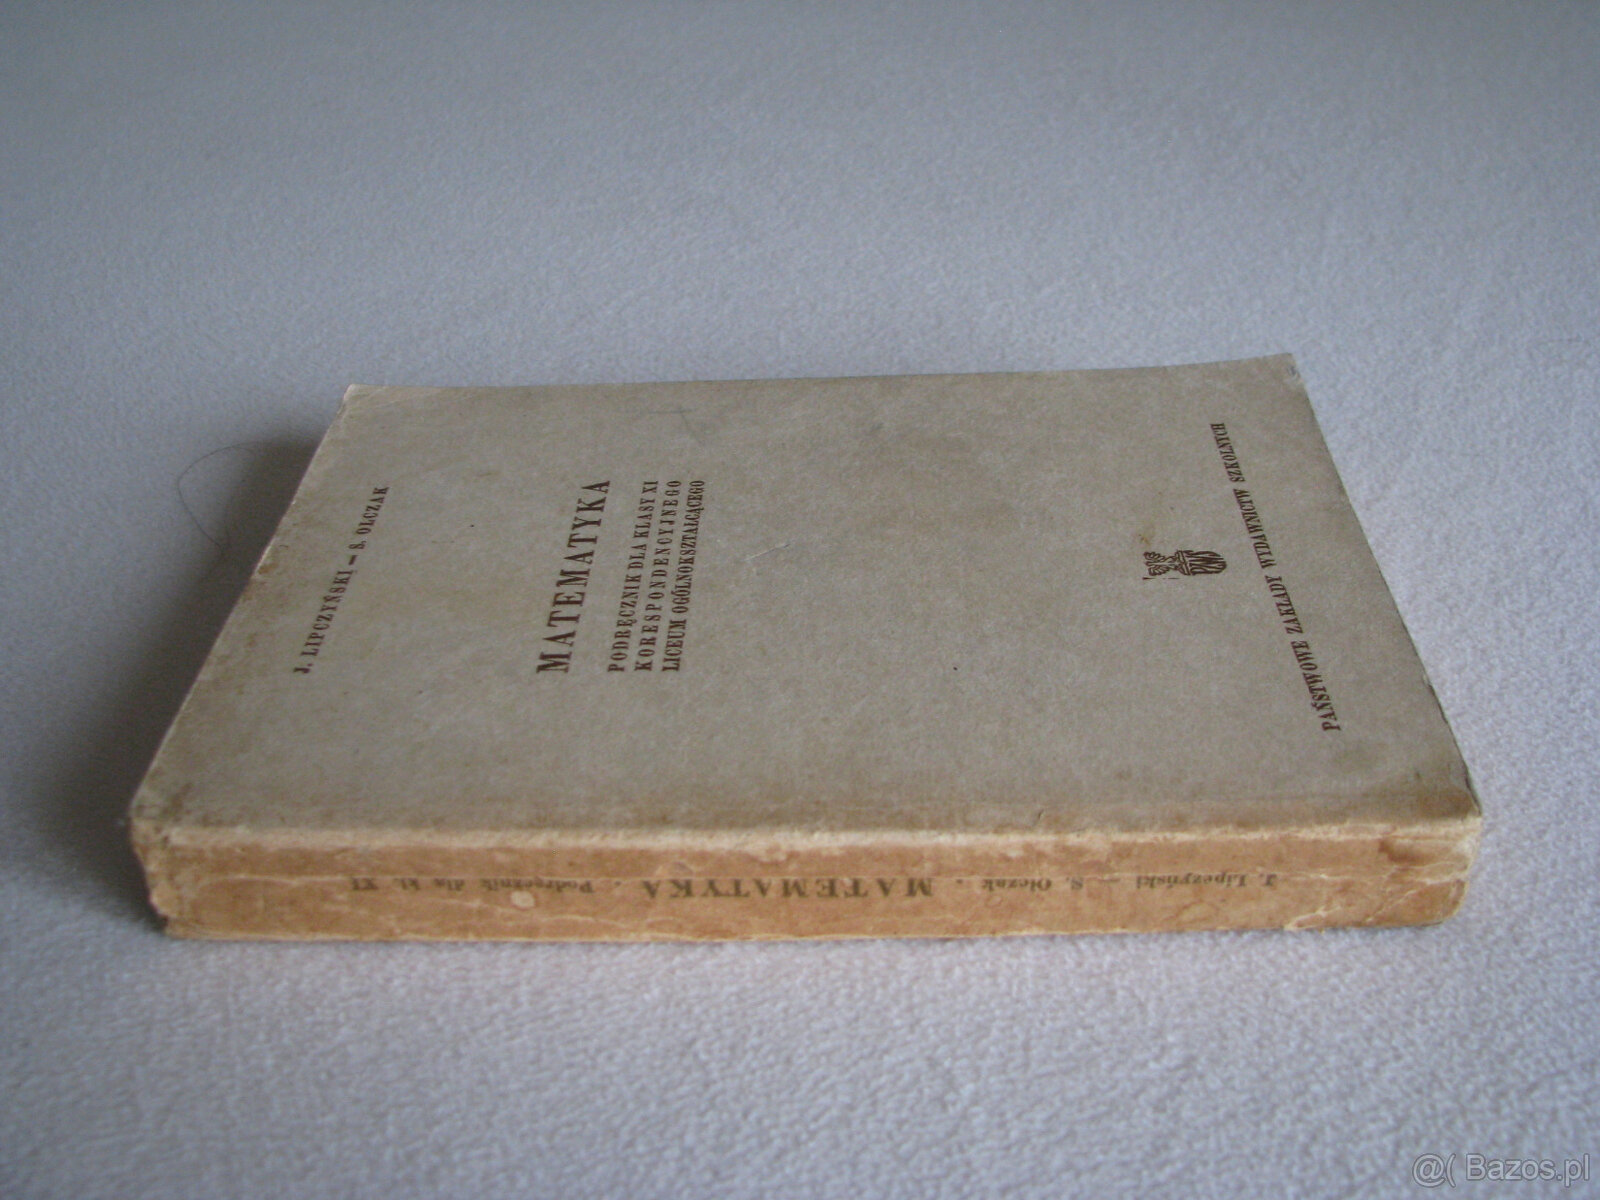 J. LIPCZYŃSKI – S. OLCZAK
MATEMATYKA
PODRĘCZNIK DLA KLASY XI
KORESPONDENCYJNEGO
LICEUM OGÓLNOKSZTAŁCĄCEGO
PZWS
PAŃSTWOWE ZAKŁADY WYDAWNICTW SZKOLNYCH
J. Lipczyński — S. Olczak • MATEMATYKA • Podręcznik dla kl. XI
@( Bazos.pl